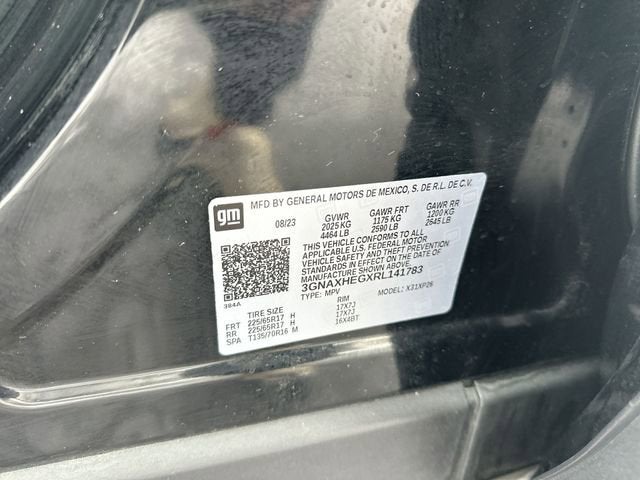 gm
MFD BY GENERAL MOTORS DE MEXICO, S. DE R.L. DE C.V.
08/23 GVWR GAWR FRT GAWR RR
2025 KG 1175 KG 1200 KG
4464 LB 2590 LB 2645 LB
THIS VEHICLE CONFORMS TO ALL
APPLICABLE U.S. FEDERAL MOTOR
VEHICLE SAFETY AND THEFT PREVENTION
STANDARDS IN EFFECT ON THE DATE OF
MANUFACTURE SHOWN ABOVE.
3GNAXHEGXRL141783
384A
TYPE: MPV MODEL: X31XP26
TIRE SIZE RIM
FRT 225/65R17 H 17X7J
RR 225/65R17 H 17X7J
SPA T135/70R16 M 16X4BT